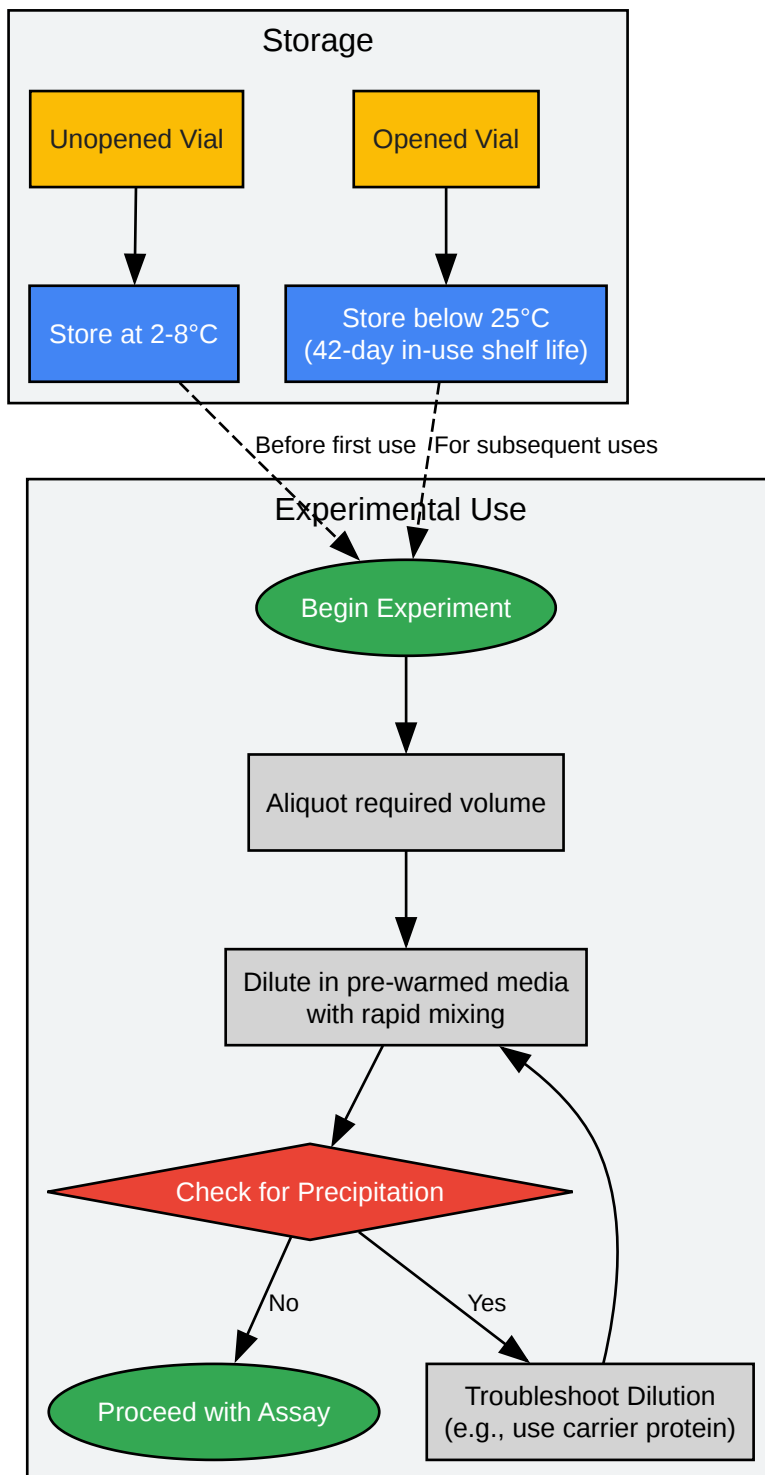 Storage
Unopened Vial
Opened Vial
Store at 2-8°C
Store below 25°C
(42-day in-use shelf life)
Before first use
For subsequent uses
Experimental Use
Begin Experiment
Aliquot required volume
Dilute in pre-warmed media
with rapid mixing
Check for Precipitation
No
Yes
Proceed with Assay
Troubleshoot Dilution
(e.g., use carrier protein)